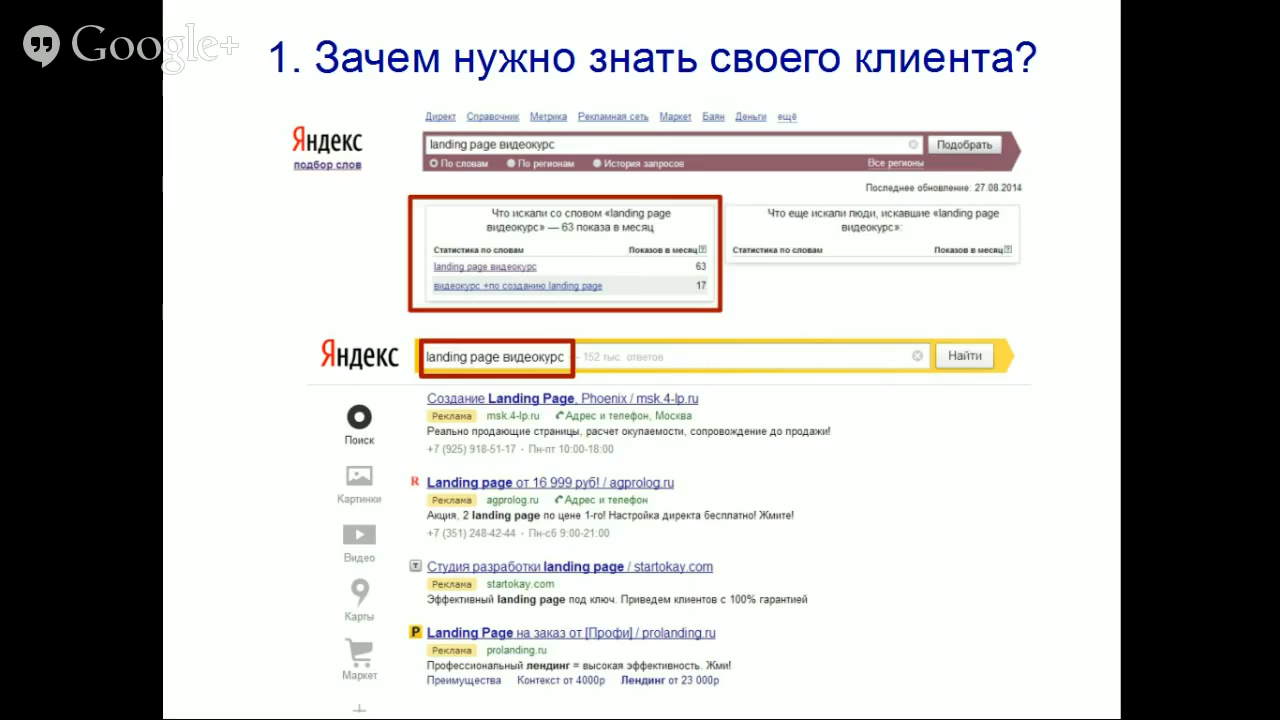 Google+
1. Зачем нужно знать своего клиента?
Директ Справочник Метрика Рекламная сеть Маркет Баян Деньги ещё
Яндекс
подбор слов
landing page видеокурс
Подобрать
По словам По регионам История запросов Все регионы
Последнее обновление: 27.08.2014
Что искали со словом «landing page
видеокурс» — 63 показа в месяц
Статистика по словам Показов в месяц ?
landing page видеокурс 63
видеокурс +по созданию landing page 17
Что еще искали люди, искавшие «landing page
видеокурс»:
Статистика по словам Показов в месяц ?
Яндекс
landing page видеокурс – 152 тыс. ответов
Найти
Поиск
Картинки
Видео
Карты
Маркет
Создание Landing Page, Phoenix / msk.4-lp.ru
Реклама msk.4-lp.ru Адрес и телефон, Москва
Реально продающие страницы, расчет окупаемости, сопровождение до продажи!
+7 (925) 918-51-17 · Пн-пт 10:00-18:00
Я Landing page от 16 999 руб! / agprolog.ru
Реклама agprolog.ru Адрес и телефон
Акция, 2 landing page по цене 1-го! Настройка директа бесплатно! Жмите!
+7 (351) 248-42-44 · Пн-сб 9:00-21:00
T Студия разработки landing page / startokay.com
Реклама startokay.com
Эффективный landing page под ключ. Приведем клиентов с 100% гарантией
P Landing Page на заказ от [Профи] / prolanding.ru
Реклама prolanding.ru
Профессиональный лендинг = высокая эффективность. Жми!
Преимущества Контекст от 4000р Лендинг от 23 000р